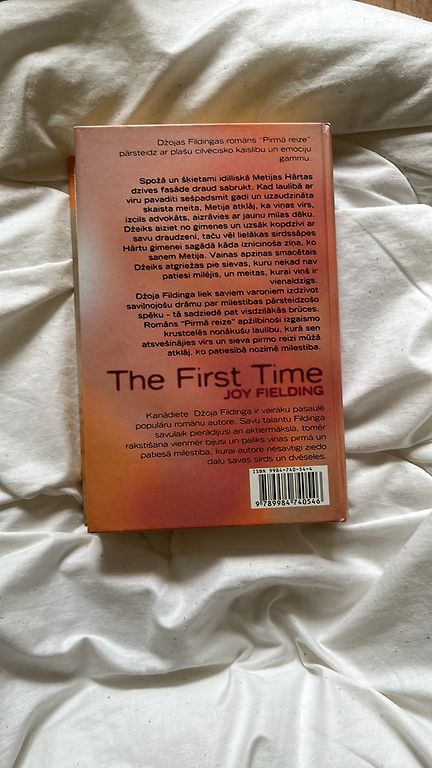 Džojas Fildingas romāns "Pirmā reize"
pārsteidz ar plašu cilvēcisko kaislību un emociju
gammu.
Spožā un šķietami idilliskā Metijas Hārtas
dzīves fasāde draud sabrukt. Kad laulībā ar
vīru pavadīti sešpadsmit gadi un uzaudzināta
skaista meita, Metija atklāj, ka viņas vīrs,
izcils advokāts, aizrāvies ar jaunu mīlas dēku.
Džeiks aiziet no ģimenes un uzsāk kopdzīvi ar
savu draudzeni, taču vēl lielākas sirdssāpes
Hārtu ģimenei sagādā kāda iznīcinoša ziņa, ko
saņem Metija. Vainas apziņas smacētais
Džeiks atgriežas pie sievas, kuru nekad nav
patiesi mīlējis, un meitas, kurai viņš ir
vienaldzīgs.
Džoja Fildinga liek saviem varoņiem izdzīvot
saviļņojošu drāmu par mīlestības pārsteidzošo
spēku – tā sadziedē pat visdziļākās brūces.
Romāns "Pirmā reize" apžilbinoši izgaismo
krustcelēs nonākušu laulību, kurā sen
atsvešinājies vīrs un sieva pirmo reizi mūžā
atklāj, ko patiesībā nozīmē mīlestība.
The First Time
JOY FIELDING
Kanādiete Džoja Fildinga ir vairāku pasaulē
populāru romānu autore. Savu talantu Fildinga
savulaik pierādījusi arī aktiermākslā, tomēr
rakstīšana vienmēr bijusi un paliks viņas pirmā un
patiesā mīlestība, kurai autore nesavtīgi ziedo
daļu savas sirds un dvēseles.
ISBN 9984-740-54-4
9 789984 740546